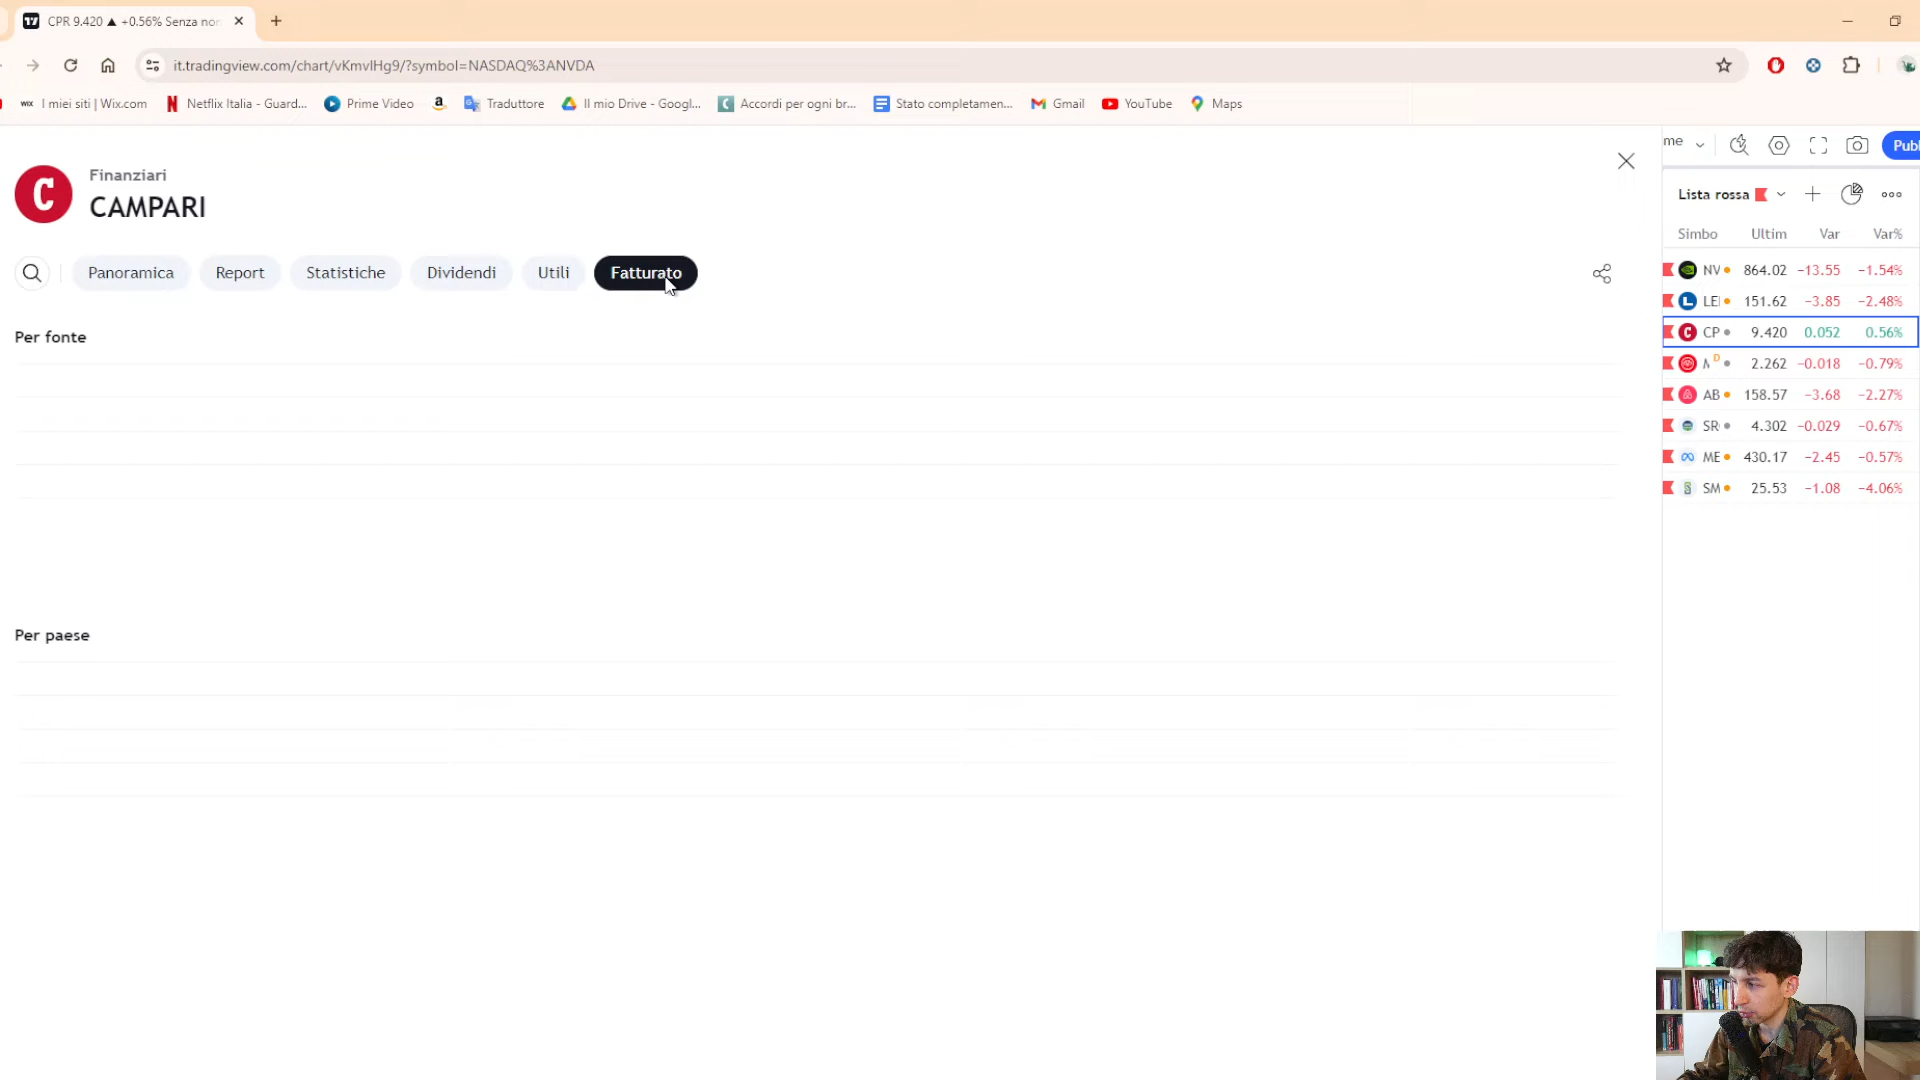 CPR 9.420 ▲ +0.56% Senza nor
it.tradingview.com/chart/vKmvlHg9/?symbol=NASDAQ%3ANVDA
WIX I miei siti | Wix.com
Netflix Italia - Guard...
Prime Video
Traduttore
Il mio Drive - Googl...
Accordi per ogni br...
Stato completamen...
Gmail
YouTube
Maps
me
Publ
Finanziari
CAMPARI
Panoramica
Report
Statistiche
Dividendi
Utili
Fatturato
Per fonte
Per paese
Lista rossa
Simbo Ultim Var Var%
NV 864.02 −13.55 −1.54%
LE 151.62 −3.85 −2.48%
CP 9.420 0.052 0.56%
D 2.262 −0.018 −0.79%
AB 158.57 −3.68 −2.27%
SR 4.302 −0.029 −0.67%
ME 430.17 −2.45 −0.57%
SM 25.53 −1.08 −4.06%